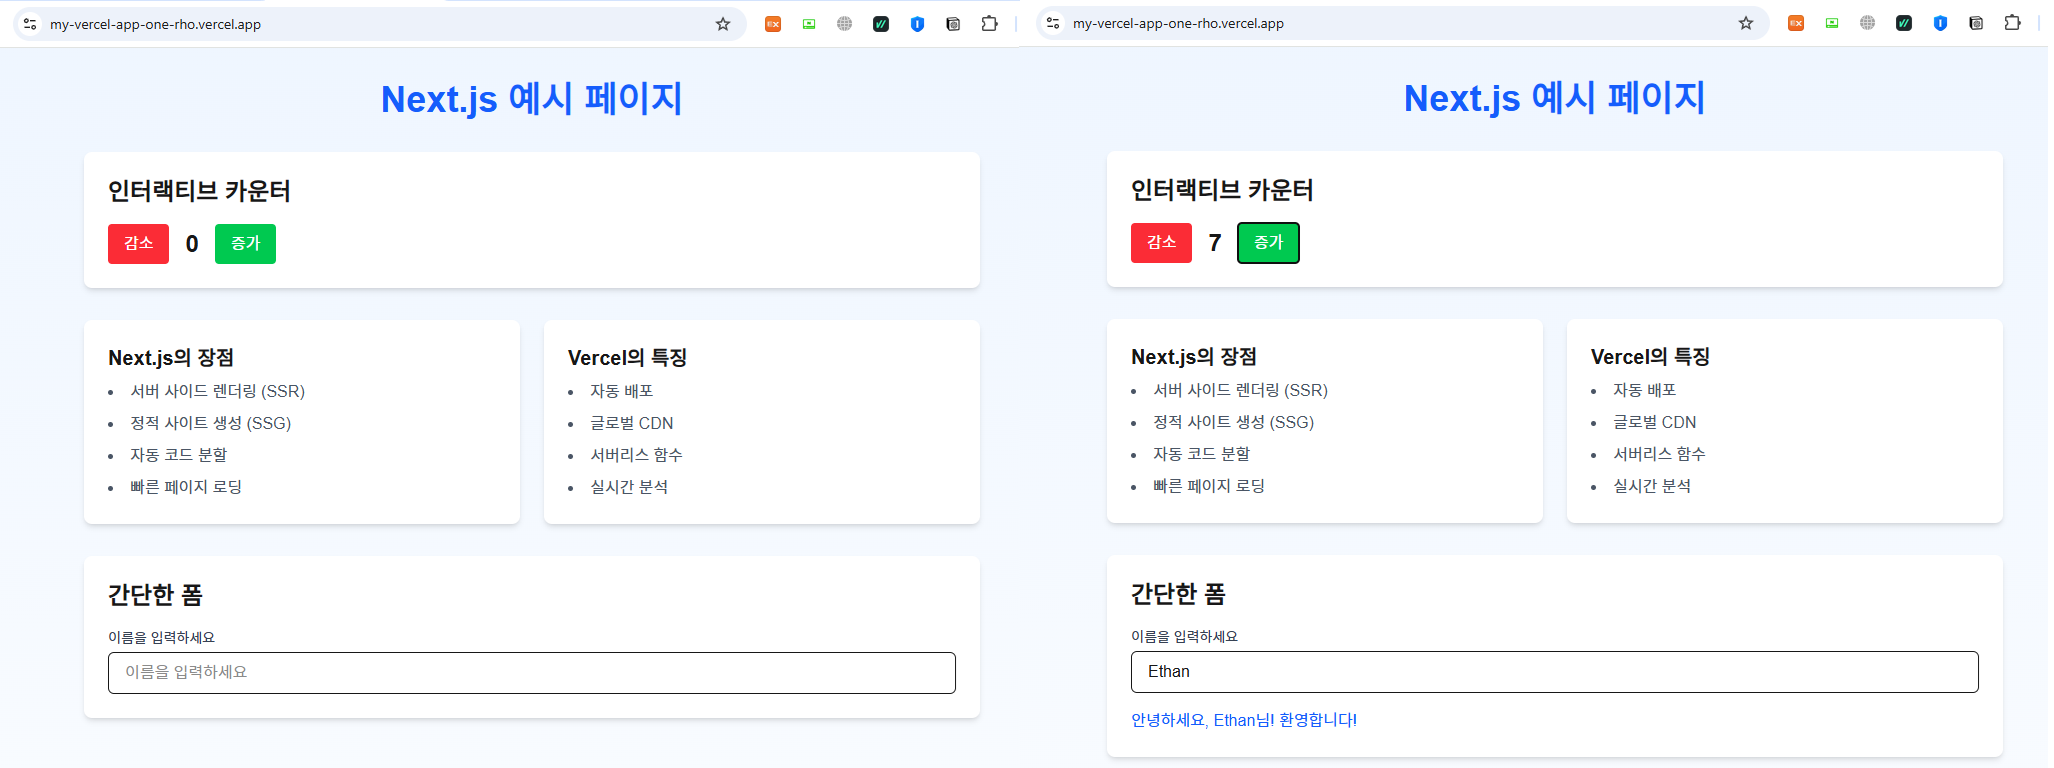 my-vercel-app-one-rho.vercel.app
Next.js 예시 페이지
인터랙티브 카운터
감소 0 증가
Next.js의 장점
서버 사이드 렌더링 (SSR)
정적 사이트 생성 (SSG)
자동 코드 분할
빠른 페이지 로딩
Vercel의 특징
자동 배포
글로벌 CDN
서버리스 함수
실시간 분석
간단한 폼
이름을 입력하세요
이름을 입력하세요
my-vercel-app-one-rho.vercel.app
Next.js 예시 페이지
인터랙티브 카운터
감소 7 증가
Next.js의 장점
서버 사이드 렌더링 (SSR)
정적 사이트 생성 (SSG)
자동 코드 분할
빠른 페이지 로딩
Vercel의 특징
자동 배포
글로벌 CDN
서버리스 함수
실시간 분석
간단한 폼
이름을 입력하세요
Ethan
안녕하세요, Ethan님! 환영합니다!